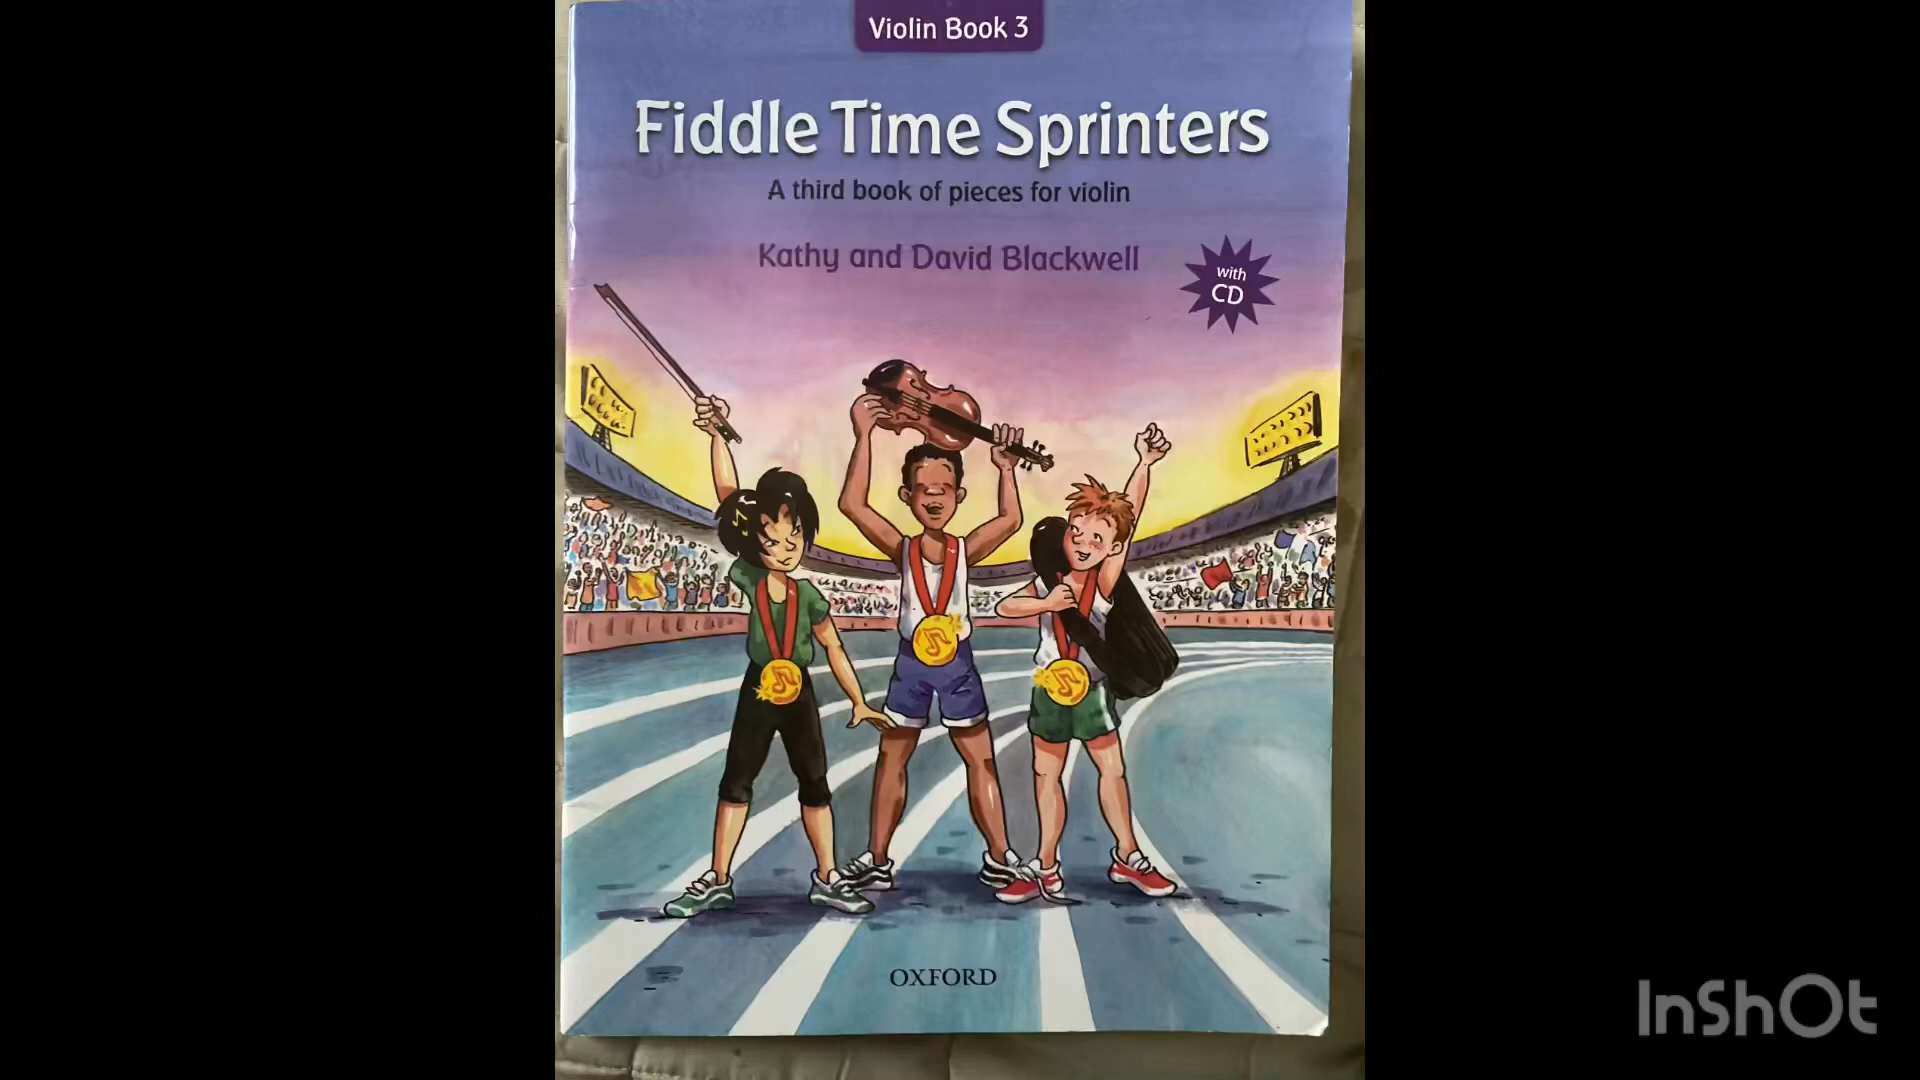 Violin Book 3
Fiddle Time Sprinters
A third book of pieces for violin
Kathy and David Blackwell
with
CD
OXFORD
InShOt